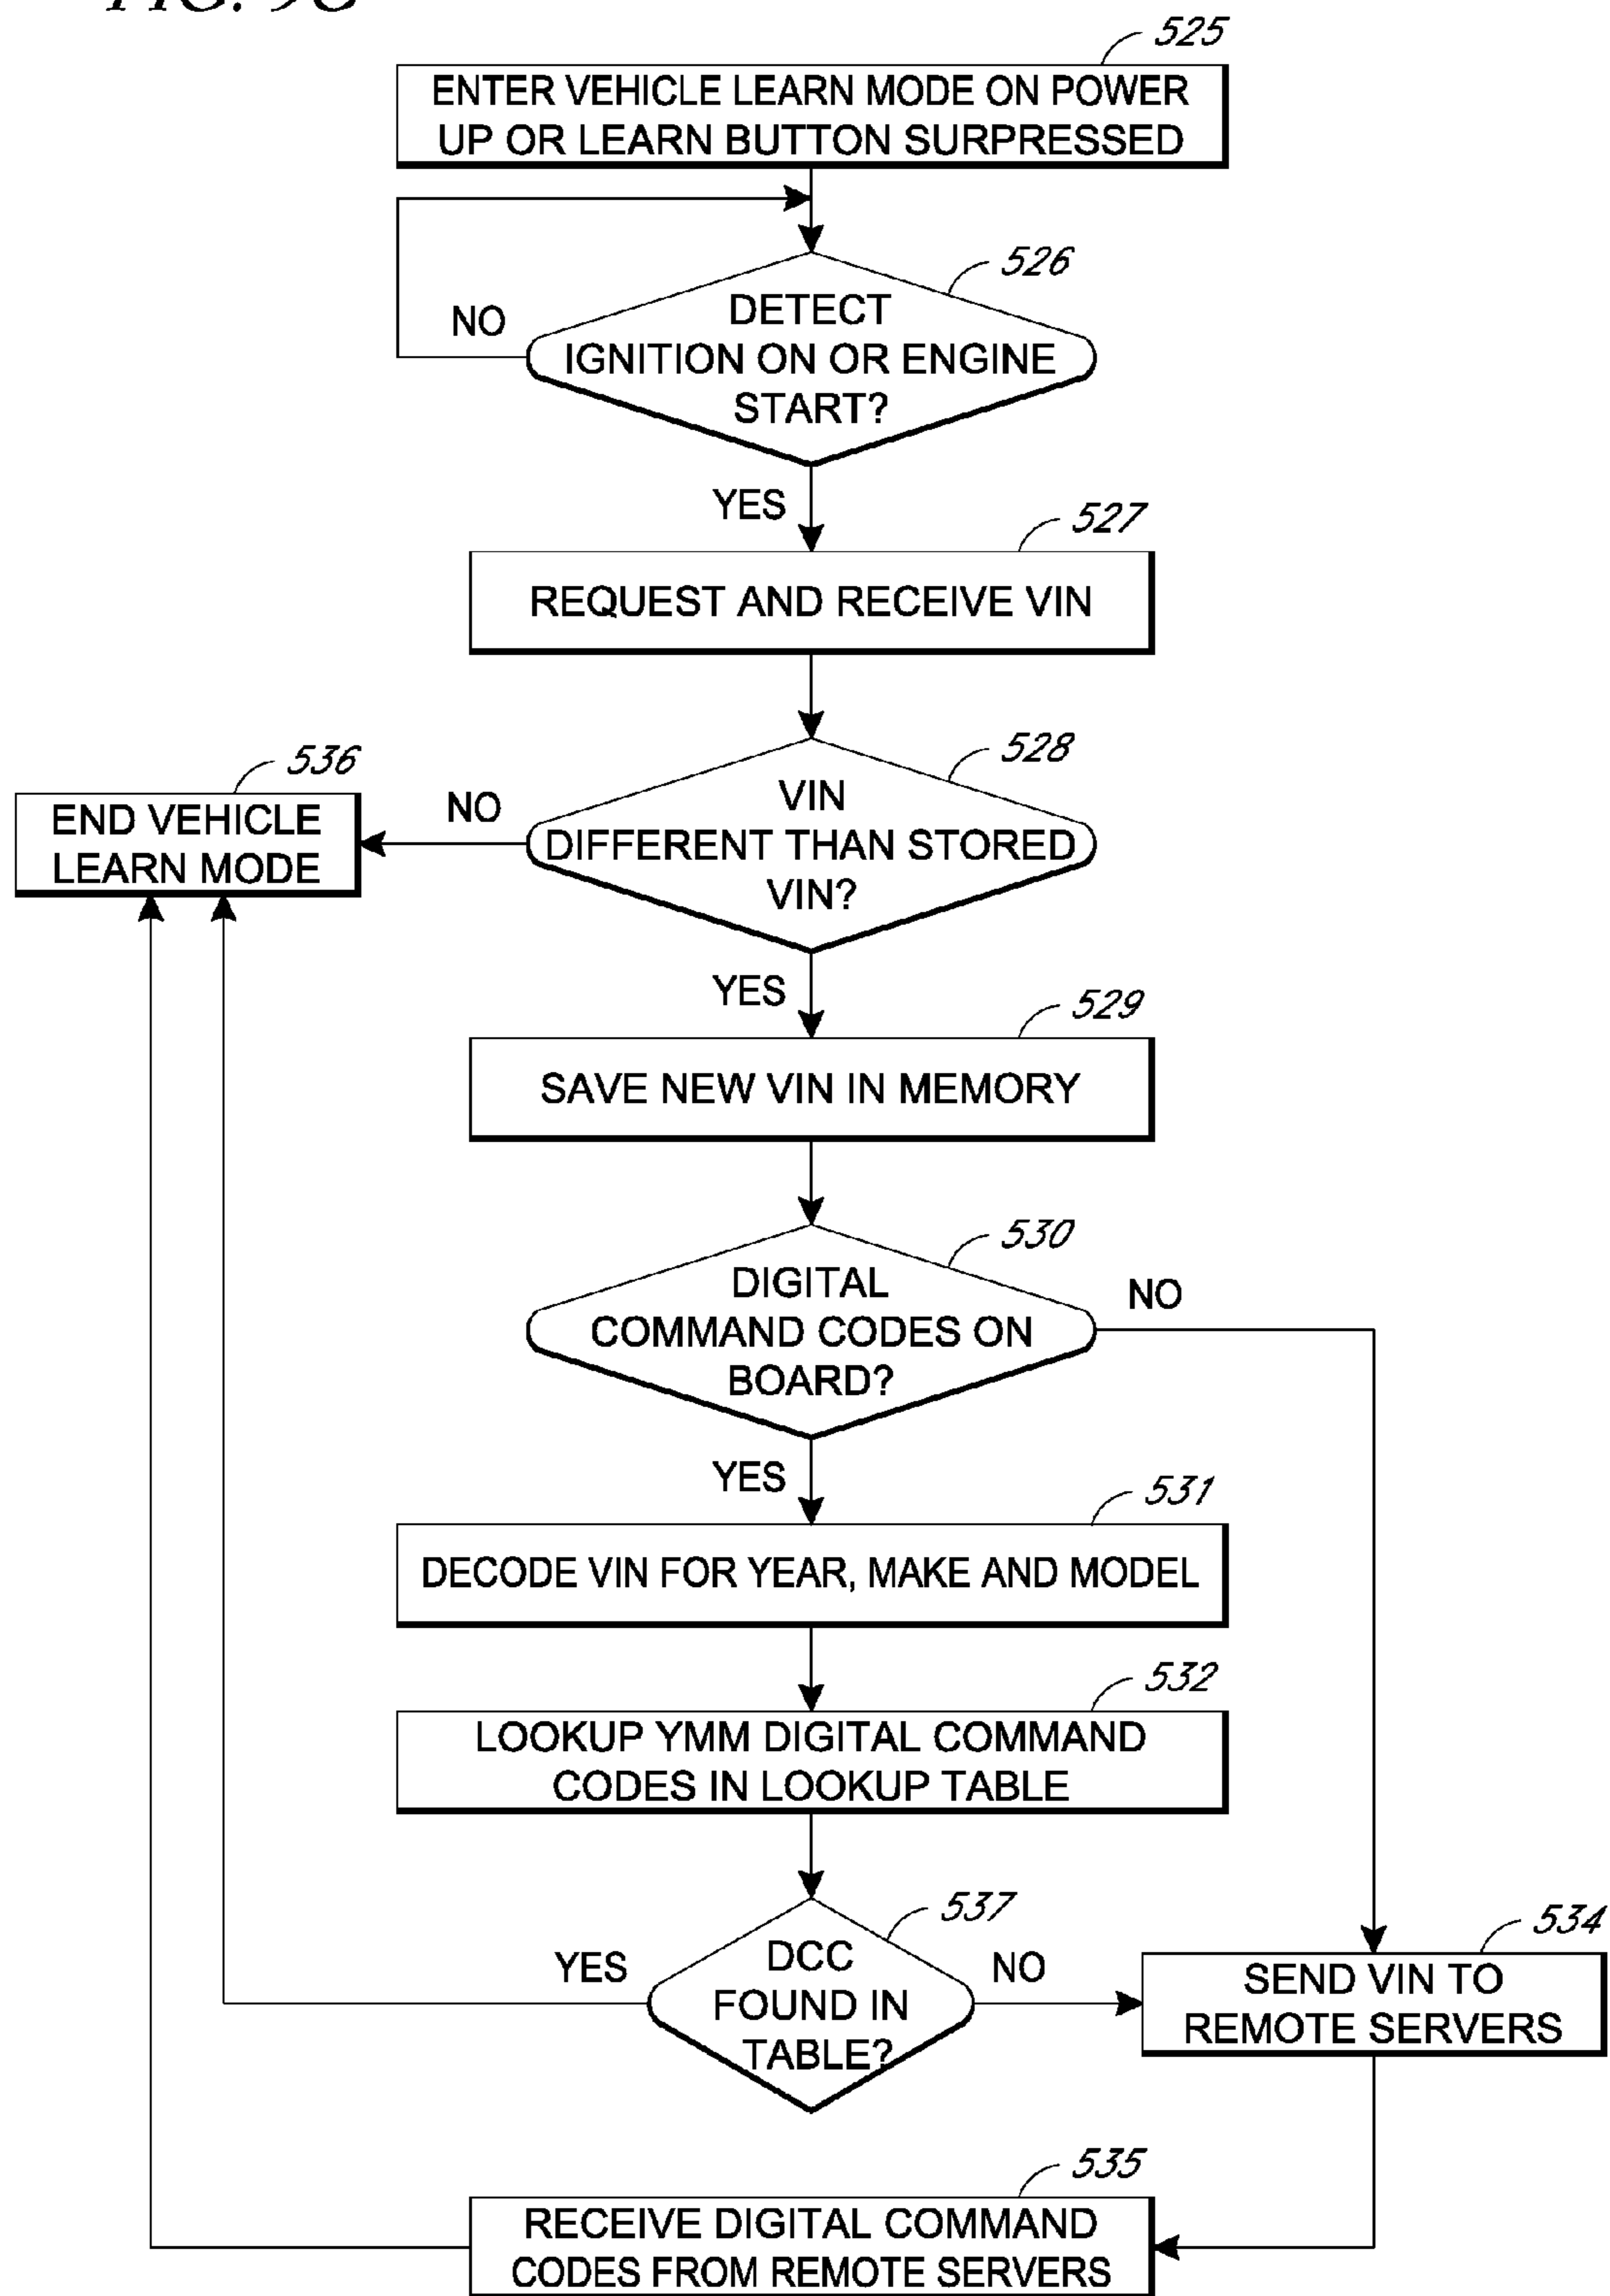 FIG. 9C
525
ENTER VEHICLE LEARN MODE ON POWER
UP OR LEARN BUTTON SURPRESSED
526
DETECT
IGNITION ON OR ENGINE
START?
NO
YES
527
REQUEST AND RECEIVE VIN
528
VIN
DIFFERENT THAN STORED
VIN?
NO
536
END VEHICLE
LEARN MODE
YES
529
SAVE NEW VIN IN MEMORY
530
DIGITAL
COMMAND CODES ON
BOARD?
NO
YES
531
DECODE VIN FOR YEAR, MAKE AND MODEL
532
LOOKUP YMM DIGITAL COMMAND
CODES IN LOOKUP TABLE
537
DCC
FOUND IN
TABLE?
YES
NO
534
SEND VIN TO
REMOTE SERVERS
535
RECEIVE DIGITAL COMMAND
CODES FROM REMOTE SERVERS